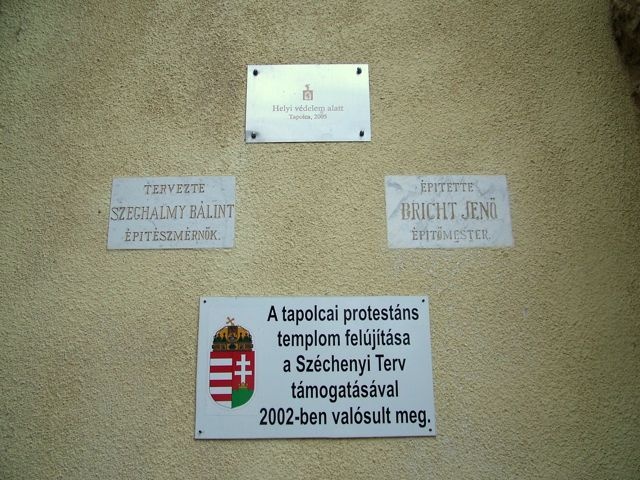 Helyi védelem alatt
Tapolca, 2005
TERVEZTE
SZEGHALMY BÁLINT
ÉPITÉSZMÉRNÖK.
ÉPITETTE
BRICHT JENŐ
ÉPITŐMESTER.
A tapolcai protestáns
templom felújítása
a Széchenyi Terv
támogatásával
2002-ben valósult meg.